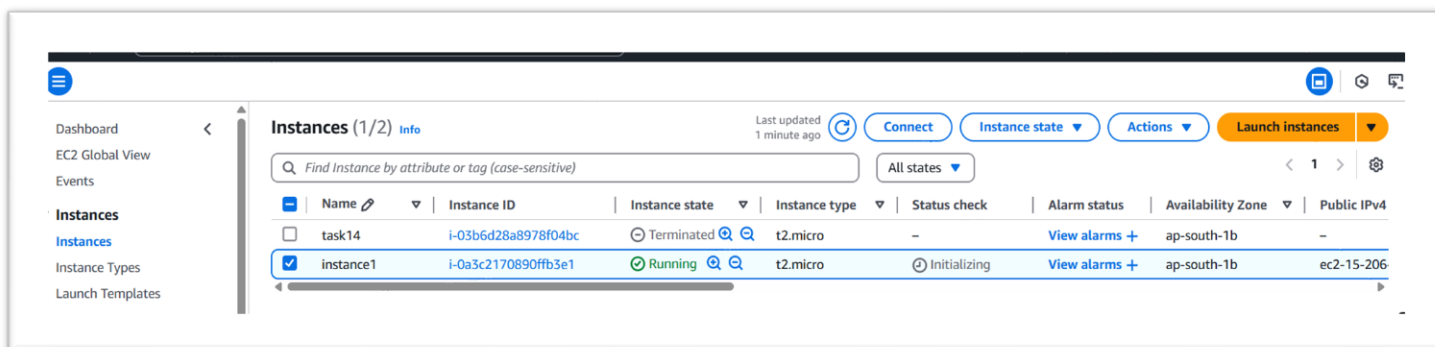 Dashboard
EC2 Global View
Events
Instances
Instances
Instance Types
Launch Templates
Instances (1/2) Info
Last updated
1 minute ago
Connect
Instance state
Actions
Launch instances
Find Instance by attribute or tag (case-sensitive)
All states
1
Name Instance ID Instance state Instance type Status check Alarm status Availability Zone Public IPv4
task14 i-03b6d28a8978f04bc Terminated t2.micro – View alarms + ap-south-1b –
instance1 i-0a3c2170890ffb3e1 Running t2.micro Initializing View alarms + ap-south-1b ec2-15-206-